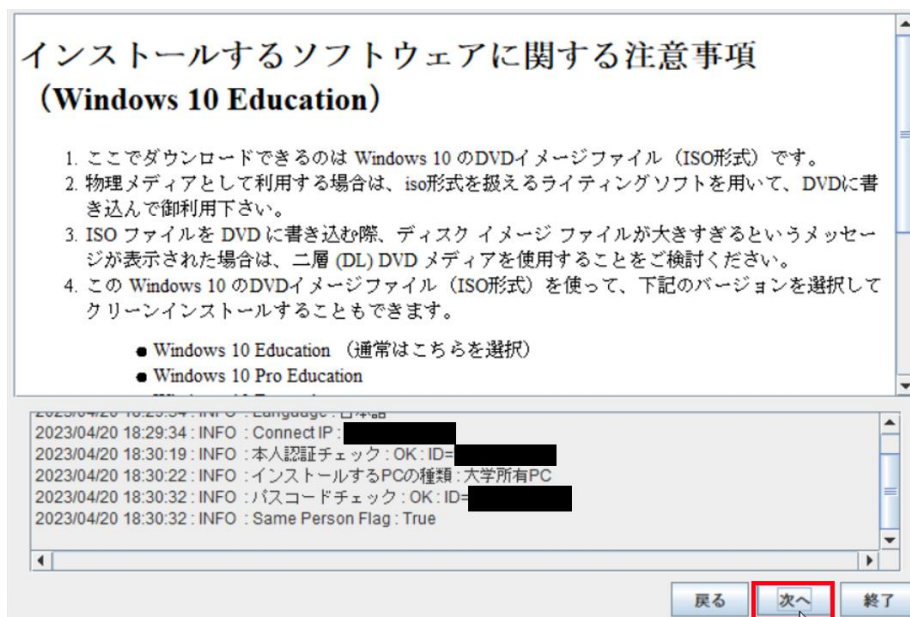 インストールするソフトウェアに関する注意事項
（Windows 10 Education）
1. ここでダウンロードできるのは Windows 10 のDVDイメージファイル（ISO形式）です。
2. 物理メディアとして利用する場合は、iso形式を扱えるライティングソフトを用いて、DVDに書
き込んで御利用下さい。
3. ISO ファイルを DVD に書き込む際、ディスク イメージ ファイルが大きすぎるというメッセー
ジが表示された場合は、二層 (DL) DVD メディアを使用することをご検討ください。
4. この Windows 10 のDVDイメージファイル（ISO形式）を使って、下記のバージョンを選択して
クリーンインストールすることもできます。
● Windows 10 Education （通常はこちらを選択）
● Windows 10 Pro Education
2023/04/20 18:29:34 : INFO : Language : 日本語
2023/04/20 18:29:34 : INFO : Connect IP :
2023/04/20 18:30:19 : INFO : 本人認証チェック : OK : ID=
2023/04/20 18:30:22 : INFO : インストールするPCの種類 : 大学所有PC
2023/04/20 18:30:32 : INFO : パスコードチェック : OK : ID=
2023/04/20 18:30:32 : INFO : Same Person Flag : True
戻る 次へ 終了